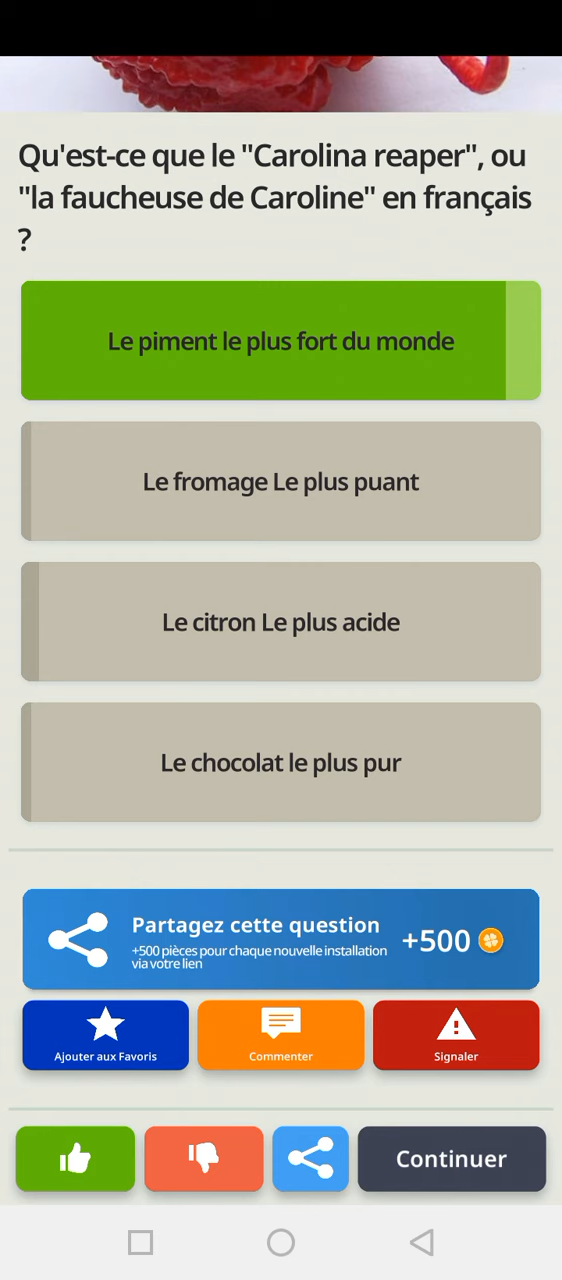 Qu'est-ce que le "Carolina reaper", ou
"la faucheuse de Caroline" en français
?
Le piment le plus fort du monde
Le fromage Le plus puant
Le citron Le plus acide
Le chocolat le plus pur
Partagez cette question
+500 pièces pour chaque nouvelle installation
via votre lien
+500
Ajouter aux Favoris
Commenter
Signaler
Continuer